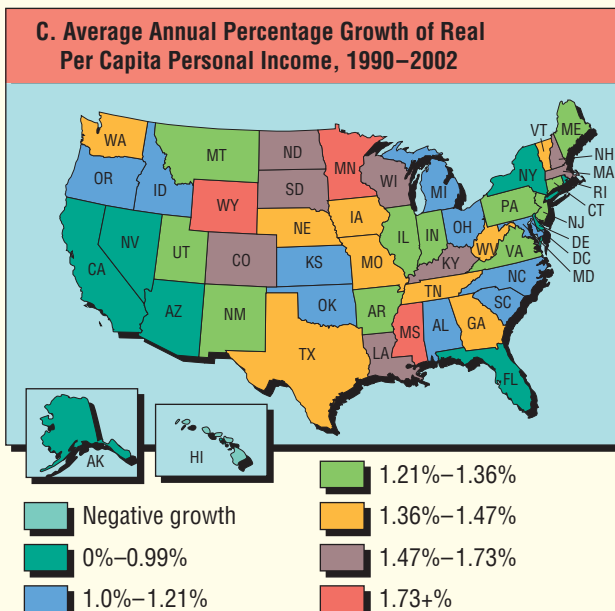 C. Average Annual Percentage Growth of Real
Per Capita Personal Income, 1990–2002
WA
MT
ND
MN
VT
ME
OR
ID
SD
WI
MI
NY
NH
MA
RI
CT
WY
IA
PA
NJ
NV
UT
NE
IL
IN
OH
DE
DC
MD
CA
CO
KS
MO
WV
VA
KY
NC
AZ
NM
OK
AR
TN
SC
TX
LA
MS
AL
GA
FL
AK
HI
Negative growth
0%–0.99%
1.0%–1.21%
1.21%–1.36%
1.36%–1.47%
1.47%–1.73%
1.73+%